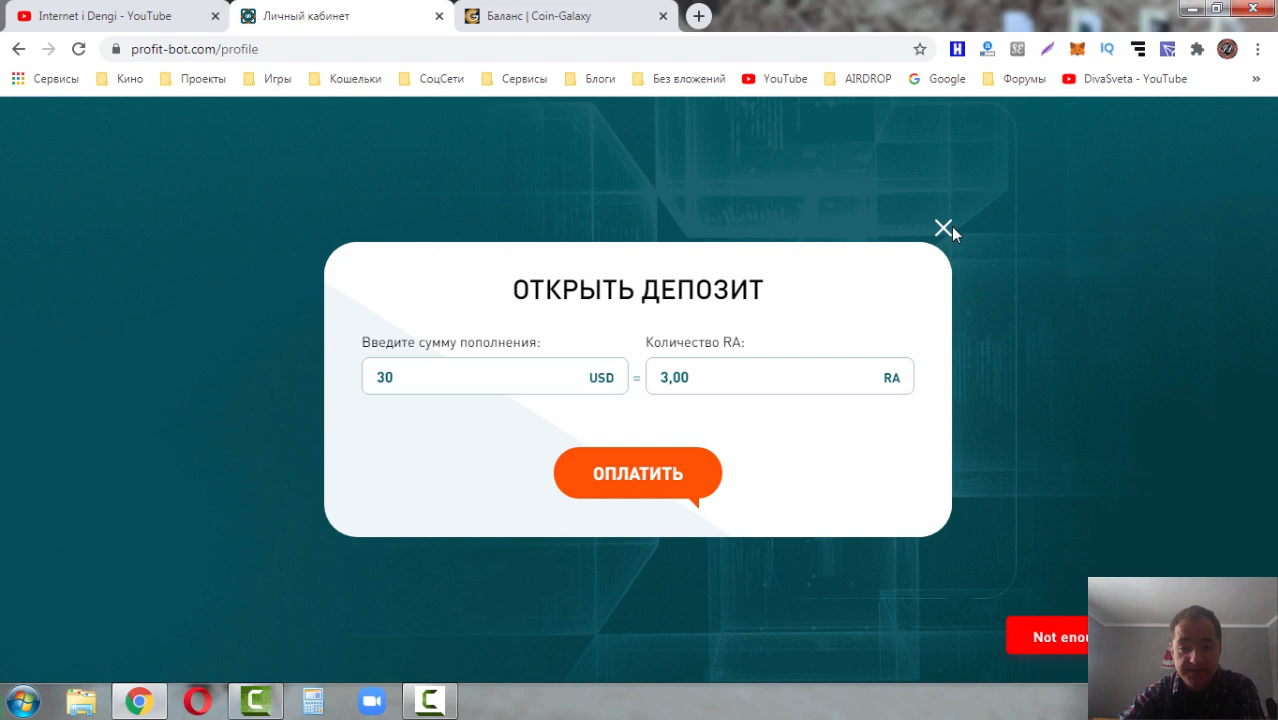 Internet i Dengi - YouTube
Личный кабинет
Баланс | Coin-Galaxy
profit-bot.com/profile
Сервисы
Кино
Проекты
Игры
Кошельки
СоцСети
Сервисы
Блоги
Без вложений
YouTube
AIRDROP
Google
Форумы
DivaSveta - YouTube
ОТКРЫТЬ ДЕПОЗИТ
Введите сумму пополнения:
Количество RA:
30 USD = 3,00 RA
ОПЛАТИТЬ
Not